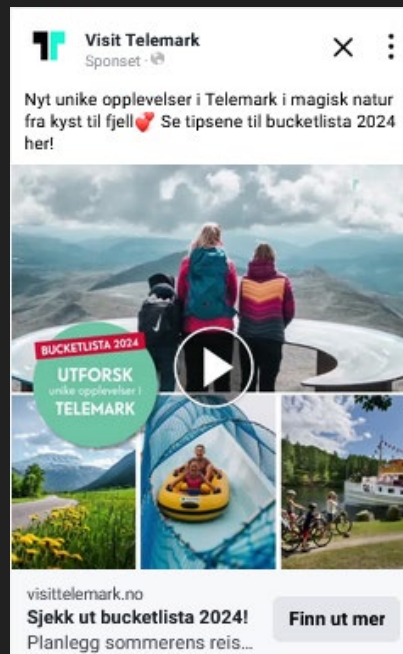 Visit Telemark
Sponset ·
Nyt unike opplevelser i Telemark i magisk natur
fra kyst til fjell💕 Se tipsene til bucketlista 2024
her!
BUCKETLISTA 2024
UTFORSK
unike opplevelser i
TELEMARK
visittelemark.no
Sjekk ut bucketlista 2024!
Planlegg sommerens reis...
Finn ut mer